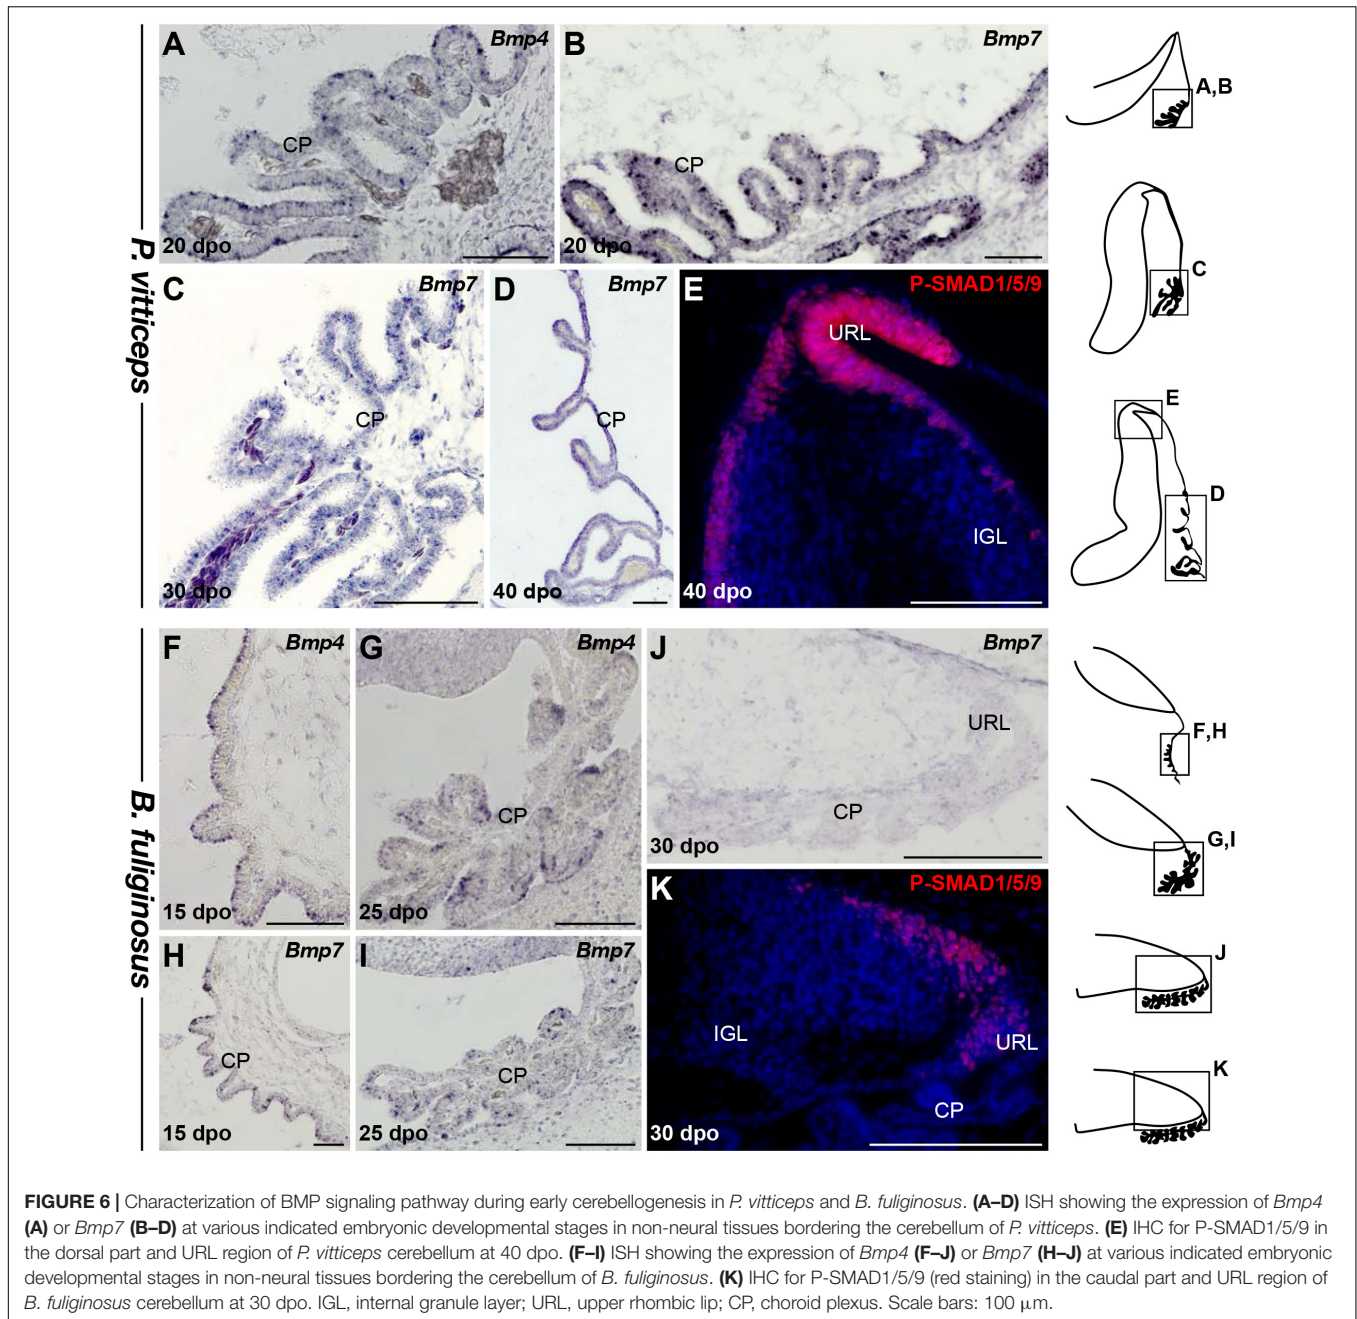 P. vitticeps
A
Bmp4
CP
20 dpo
B
Bmp7
CP
20 dpo
A,B
C
Bmp7
CP
30 dpo
D
Bmp7
CP
40 dpo
E
P-SMAD1/5/9
URL
IGL
40 dpo
C
E
D
B. fuliginosus
F
Bmp4
15 dpo
G
Bmp4
CP
25 dpo
H
Bmp7
CP
15 dpo
I
Bmp7
CP
25 dpo
J
Bmp7
URL
CP
30 dpo
K
P-SMAD1/5/9
IGL
URL
CP
30 dpo
F,H
G,I
J
K
FIGURE 6 | Characterization of BMP signaling pathway during early cerebellogenesis in P. vitticeps and B. fuliginosus. (A–D) ISH showing the expression of Bmp4
(A) or Bmp7 (B–D) at various indicated embryonic developmental stages in non-neural tissues bordering the cerebellum of P. vitticeps. (E) IHC for P-SMAD1/5/9 in
the dorsal part and URL region of P. vitticeps cerebellum at 40 dpo. (F–I) ISH showing the expression of Bmp4 (F–J) or Bmp7 (H–J) at various indicated embryonic
developmental stages in non-neural tissues bordering the cerebellum of B. fuliginosus. (K) IHC for P-SMAD1/5/9 (red staining) in the caudal part and URL region of
B. fuliginosus cerebellum at 30 dpo. IGL, internal granule layer; URL, upper rhombic lip; CP, choroid plexus. Scale bars: 100 μm.